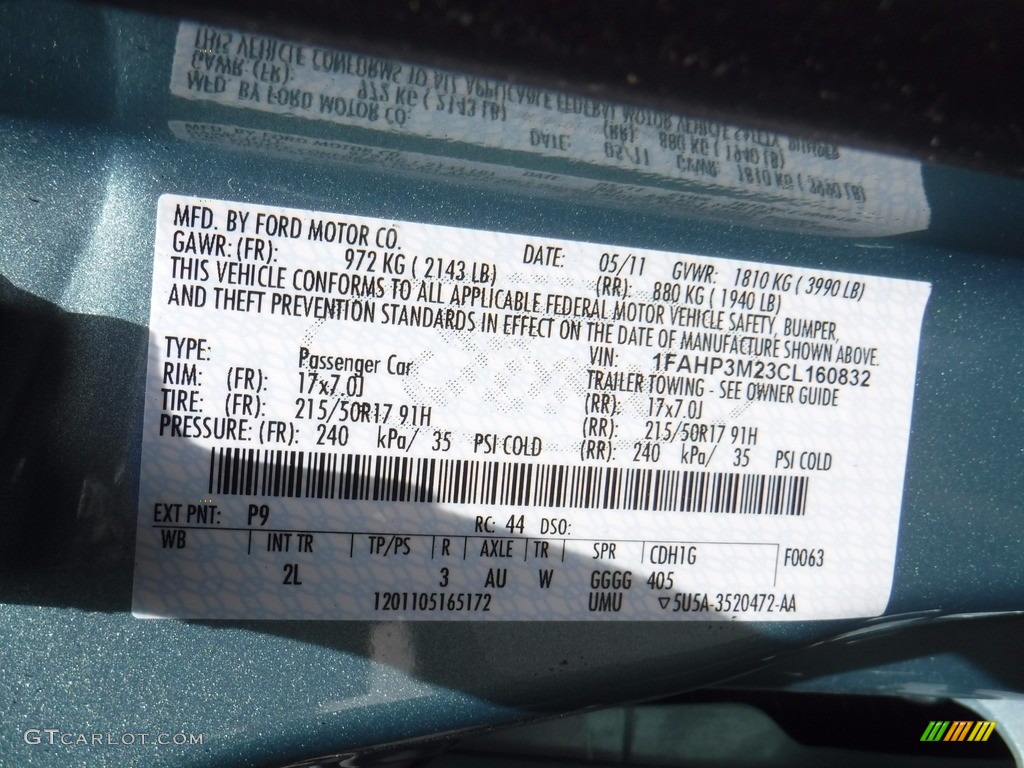 MFD. BY FORD MOTOR CO. DATE: 05/11 GVWR: 1810 KG ( 3990 LB)
GAWR: (FR): 972 KG ( 2143 LB) (RR): 880 KG ( 1940 LB)
THIS VEHICLE CONFORMS TO ALL APPLICABLE FEDERAL MOTOR VEHICLE SAFETY, BUMPER,
AND THEFT PREVENTION STANDARDS IN EFFECT ON THE DATE OF MANUFACTURE SHOWN ABOVE.
VIN: 1FAHP3M23CL160832
TYPE: Passenger Car TRAILER TOWING - SEE OWNER GUIDE
RIM: (FR): 17x7.0J (RR): 17x7.0J
TIRE: (FR): 215/50R17 91H (RR): 215/50R17 91H
PRESSURE: (FR): 240 kPa/ 35 PSI COLD (RR): 240 kPa/ 35 PSI COLD
EXT PNT: P9 RC: 44 DSO:
WB INT TR TP/PS R AXLE TR SPR CDH1G F0063
2L 3 AU W GGGG 405
1201105165172 UMU ▽5U5A-3520472-AA
GTCARLOT.COM